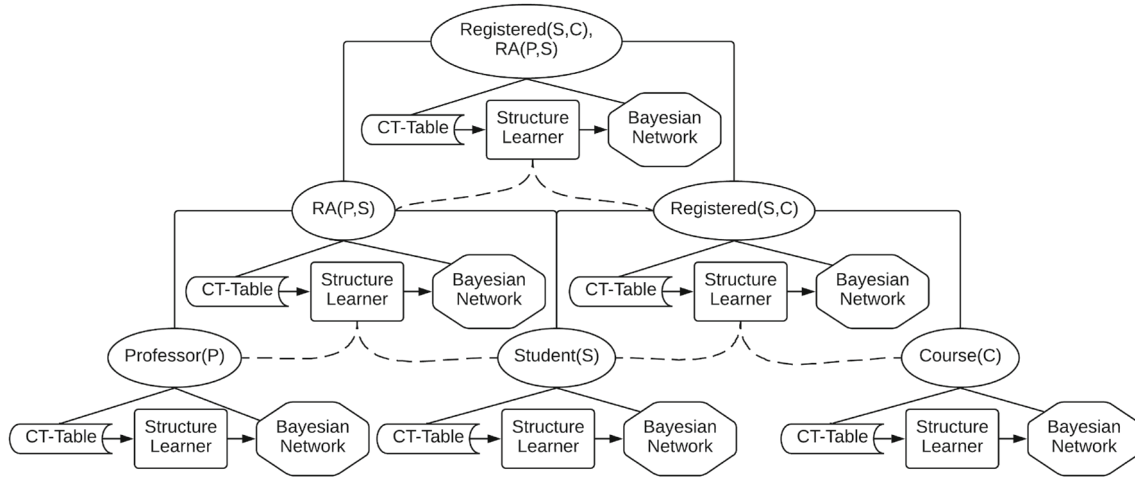 Registered(S,C),
RA(P,S)
CT-Table
Structure
Learner
Bayesian
Network
RA(P,S)
Registered(S,C)
CT-Table
Structure
Learner
Bayesian
Network
CT-Table
Structure
Learner
Bayesian
Network
Professor(P)
Student(S)
Course(C)
CT-Table
Structure
Learner
Bayesian
Network
CT-Table
Structure
Learner
Bayesian
Network
CT-Table
Structure
Learner
Bayesian
Network